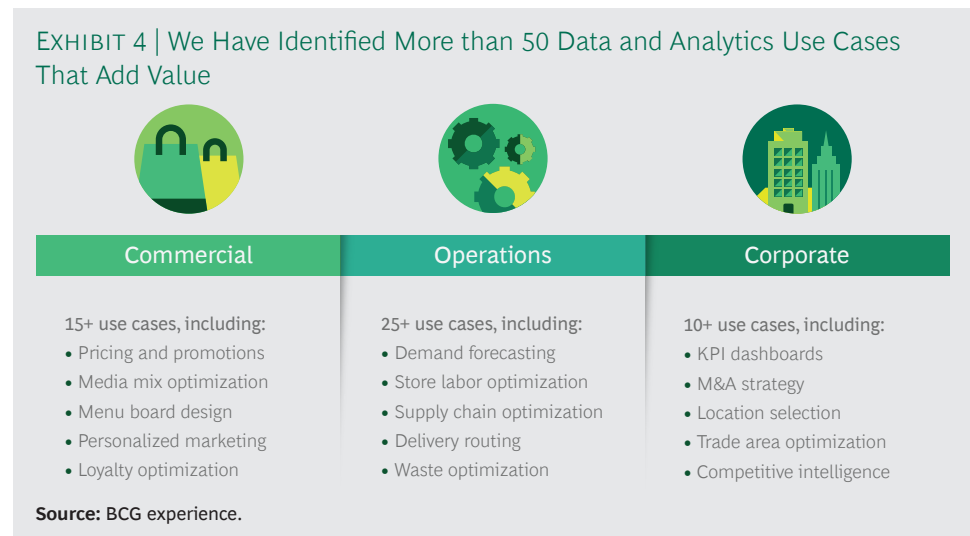 EXHIBIT 4 | We Have Identified More than 50 Data and Analytics Use Cases
That Add Value
Commercial
15+ use cases, including:
• Pricing and promotions
• Media mix optimization
• Menu board design
• Personalized marketing
• Loyalty optimization
Operations
25+ use cases, including:
• Demand forecasting
• Store labor optimization
• Supply chain optimization
• Delivery routing
• Waste optimization
Corporate
10+ use cases, including:
• KPI dashboards
• M&A strategy
• Location selection
• Trade area optimization
• Competitive intelligence
Source: BCG experience.